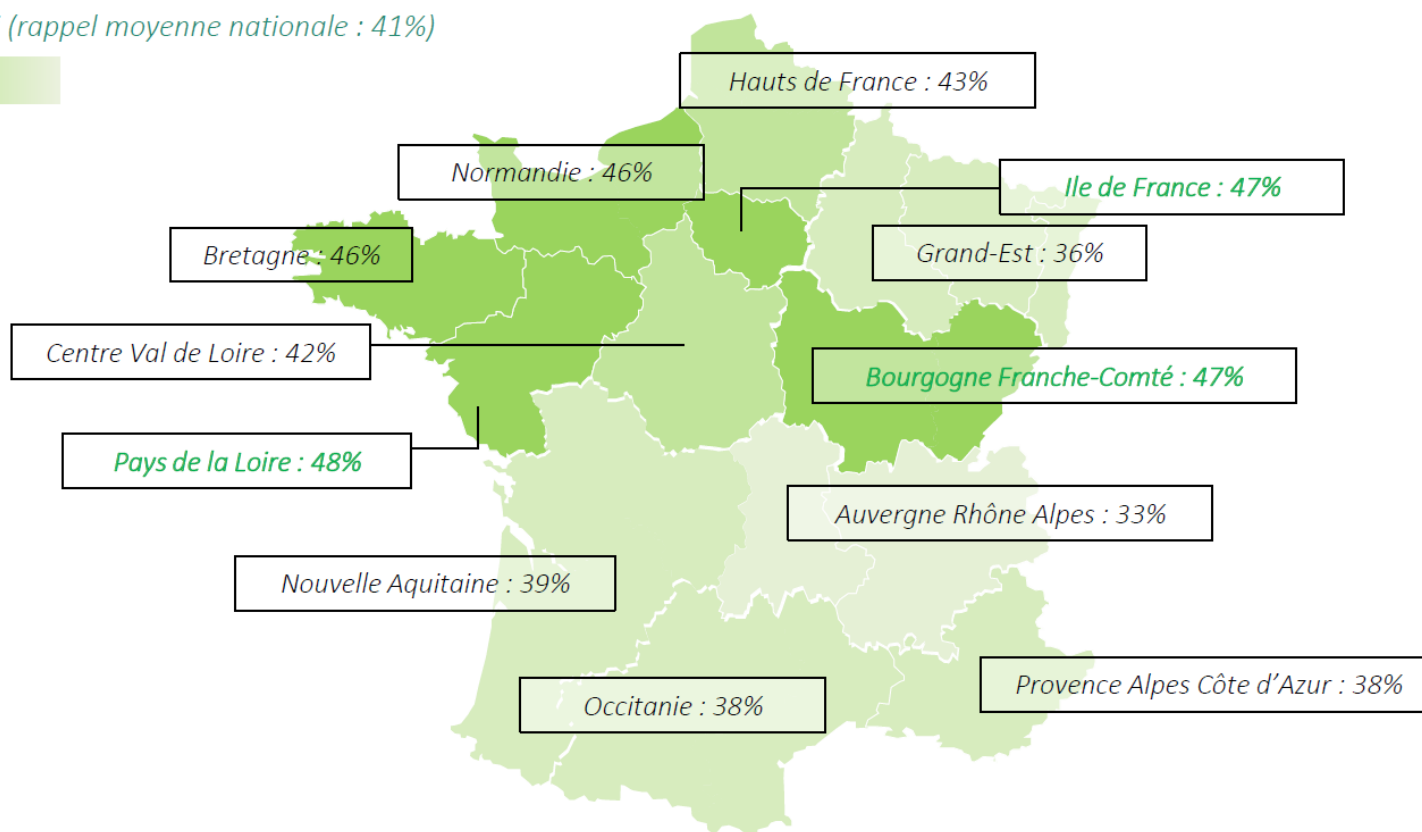 (rappel moyenne nationale : 41%)
Hauts de France : 43%
Normandie : 46%
Ile de France : 47%
Bretagne : 46%
Grand-Est : 36%
Centre Val de Loire : 42%
Bourgogne Franche-Comté : 47%
Pays de la Loire : 48%
Auvergne Rhône Alpes : 33%
Nouvelle Aquitaine : 39%
Provence Alpes Côte d’Azur : 38%
Occitanie : 38%